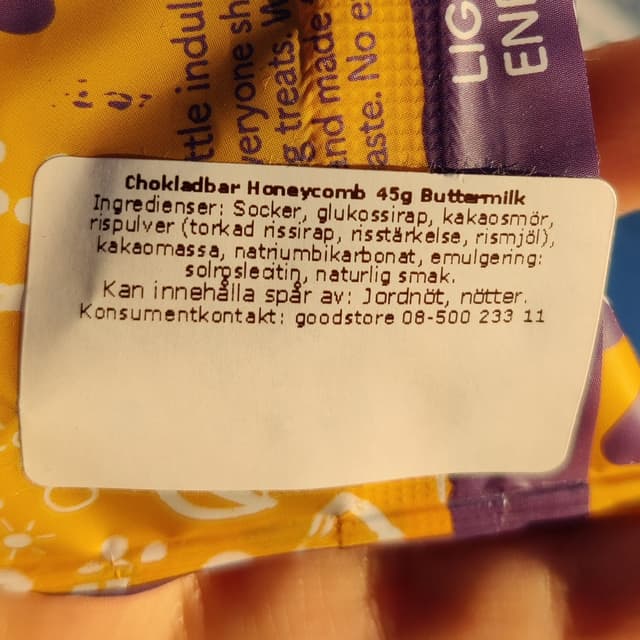 ttle indul
veryone sh
g treats. W
and made
aste. No e
LIG
EN
Chokladbar Honeycomb 45g Buttermilk
Ingredienser: Socker, glukossirap, kakaosmör,
rispulver (torkad rissirap, risstärkelse, rismjöl),
kakaomassa, natriumbikarbonat, emulgering:
solroslecitin, naturlig smak.
Kan innehålla spår av: Jordnöt, nötter.
Konsumentkontakt: goodstore 08-500 233 11